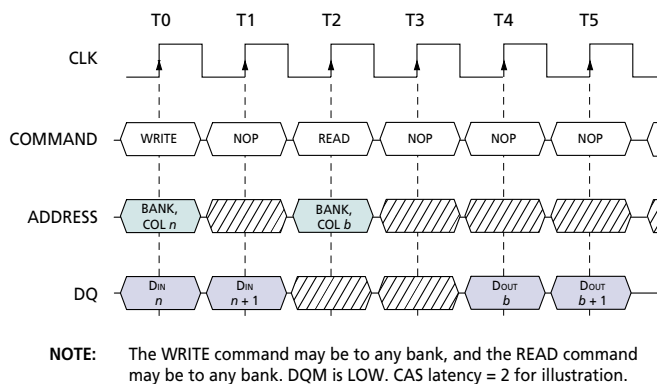 T0 T1 T2 T3 T4 T5
CLK
COMMAND WRITE NOP READ NOP NOP NOP
ADDRESS BANK, COL n BANK, COL b
DQ DIN n DIN n + 1 DOUT b DOUT b + 1
NOTE: The WRITE command may be to any bank, and the READ command
may be to any bank. DQM is LOW. CAS latency = 2 for illustration.